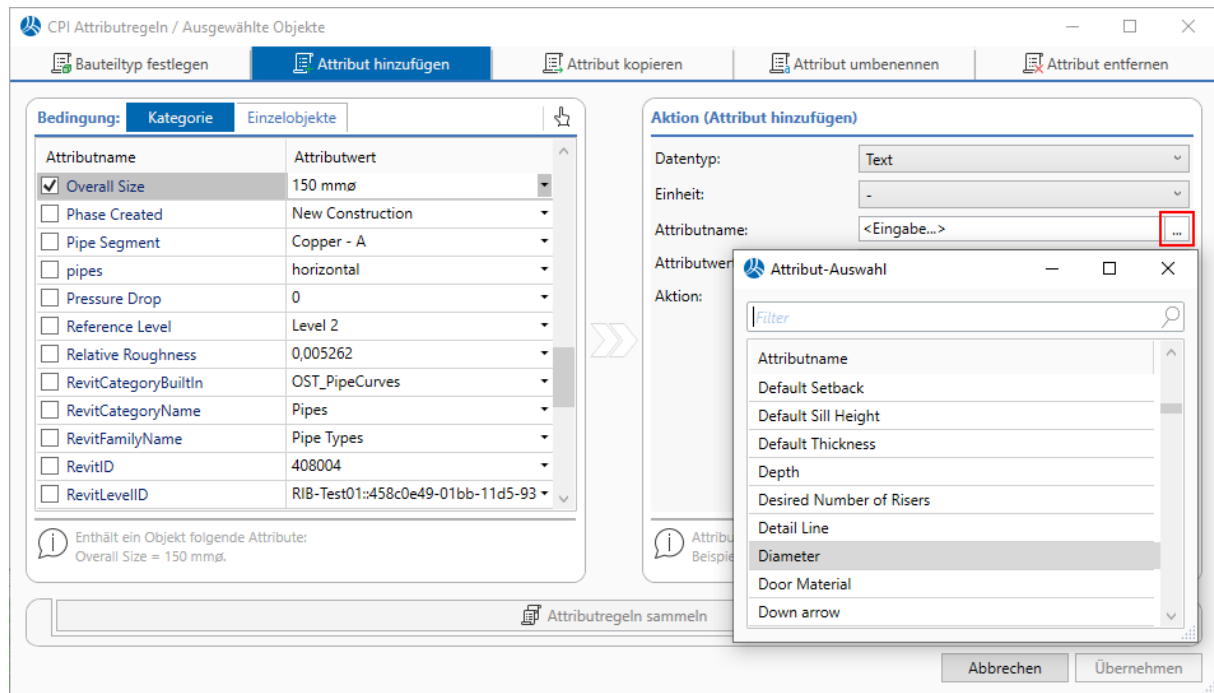 CPI Attributregeln / Ausgewählte Objekte
Bauteiltyp festlegen Attribut hinzufügen Attribut kopieren Attribut umbenennen Attribut entfernen
Bedingung: Kategorie Einzelobjekte
Attributname Attributwert
Overall Size 150 mmø
Phase Created New Construction
Pipe Segment Copper - A
pipes horizontal
Pressure Drop 0
Reference Level Level 2
Relative Roughness 0,005262
RevitCategoryBuiltIn OST_PipeCurves
RevitCategoryName Pipes
RevitFamilyName Pipe Types
RevitID 408004
RevitLevelID RIB-Test01::458c0e49-01bb-11d5-93
Enthält ein Objekt folgende Attribute:
Overall Size = 150 mmø.
Aktion (Attribut hinzufügen)
Datentyp: Text
Einheit: -
Attributname: <Eingabe...> ...
Attributwer
Aktion:
Attribu
Beispie
Attribut-Auswahl
Filter
Attributname
Default Setback
Default Sill Height
Default Thickness
Depth
Desired Number of Risers
Detail Line
Diameter
Door Material
Down arrow
Attributregeln sammeln
Abbrechen Übernehmen